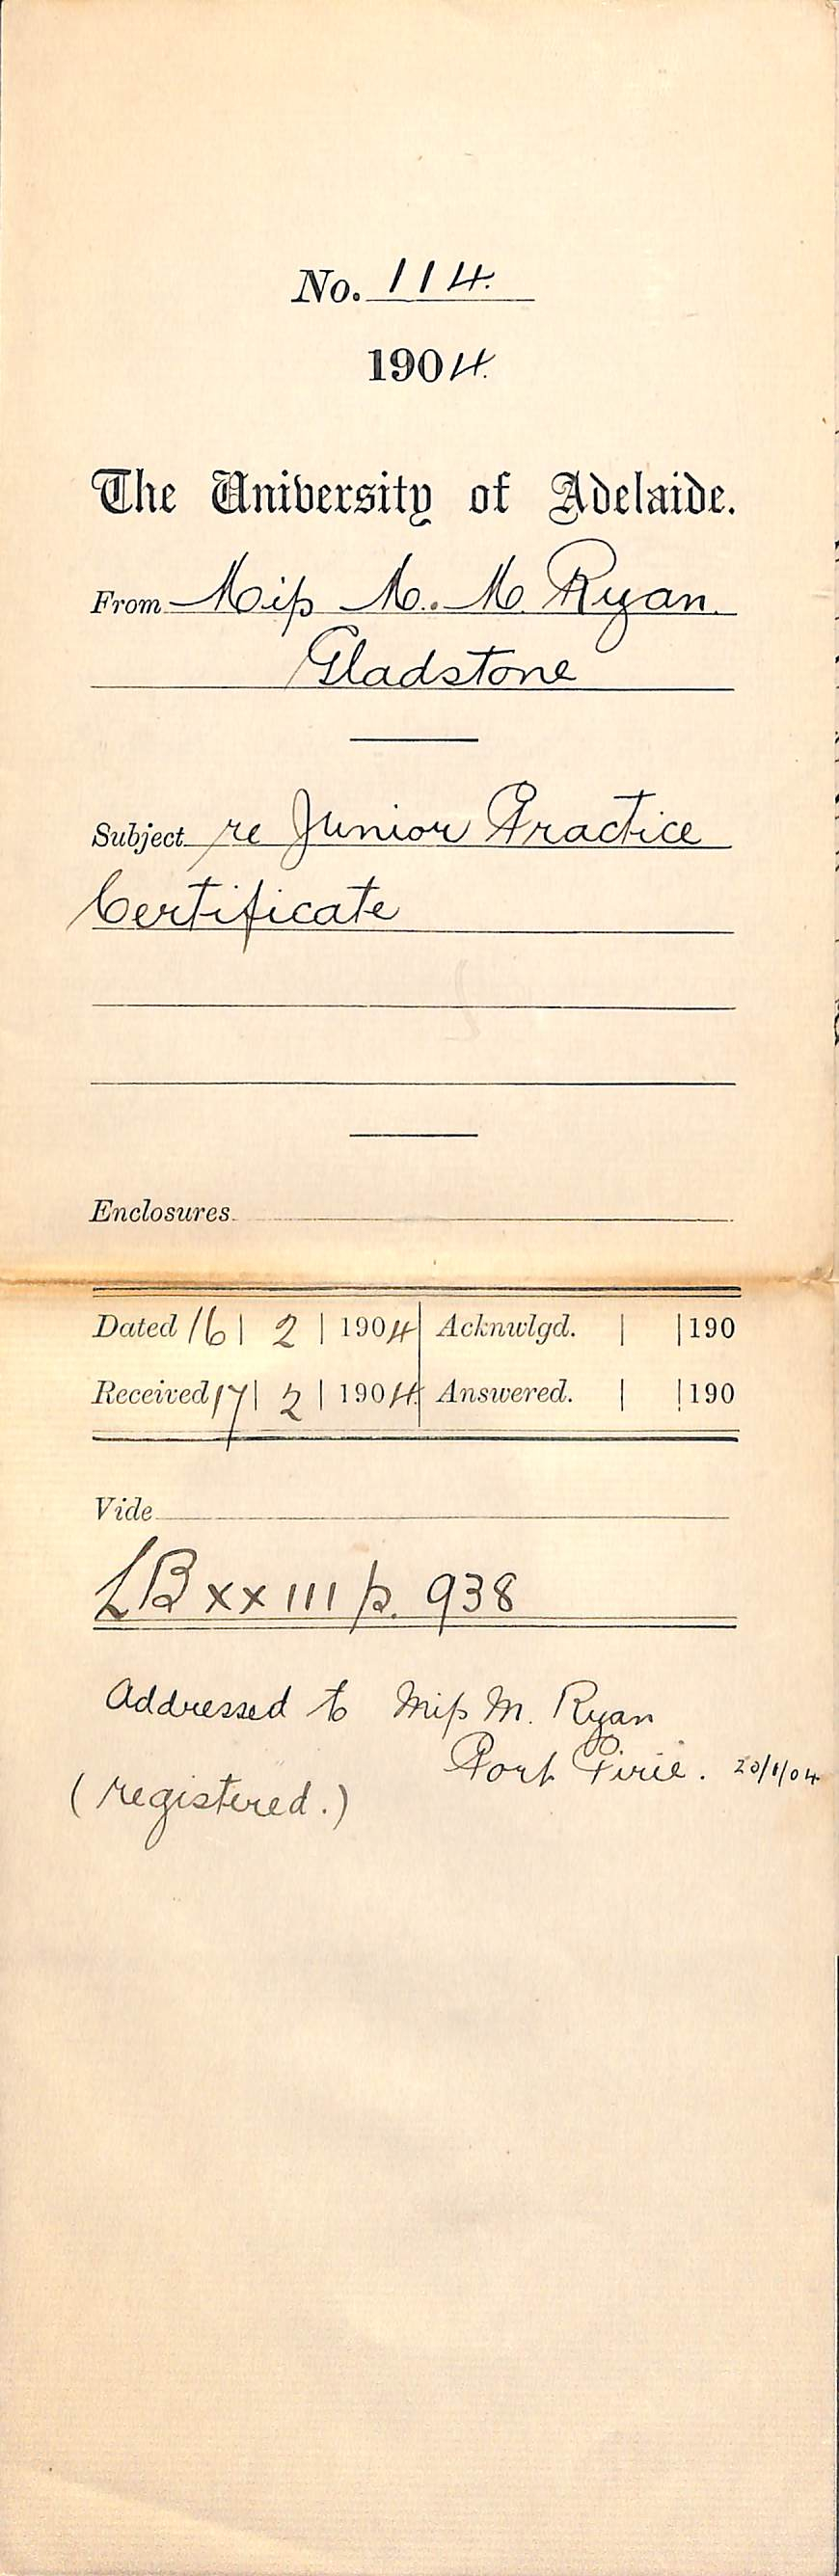 No. 114.
1904.
The University of Adelaide.
From Miss M. M. Ryan.
Gladstone
Subject re Junior Practice
Certificate
Enclosures
Dated 16 | 2 | 1904 | Acknwlgd. | | 190
Received 17 | 2 | 1904. | Answered. | | 190
Vide
LB xxiii p. 938
Addressed to Miss M. Ryan
Port Pirie. 20/1/04
(registered.)